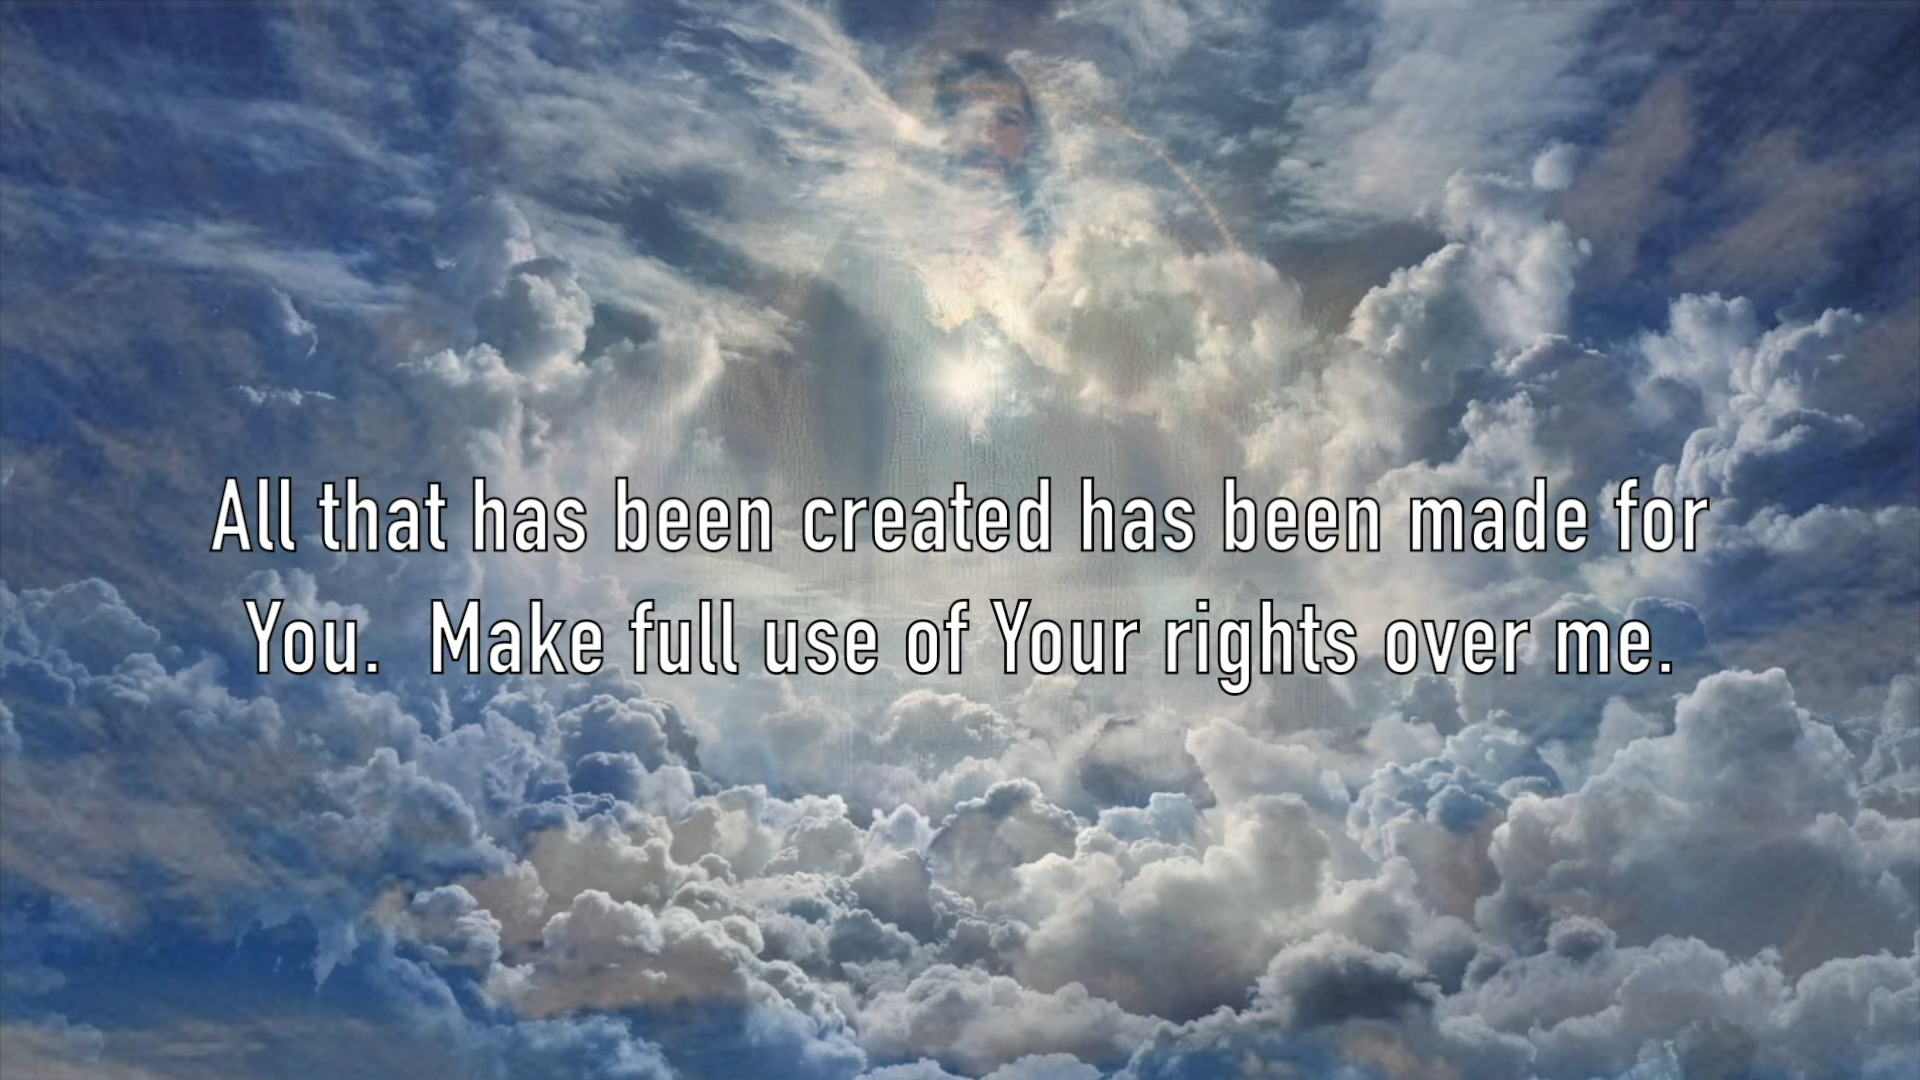 All that has been created has been made for
You.  Make full use of Your rights over me.